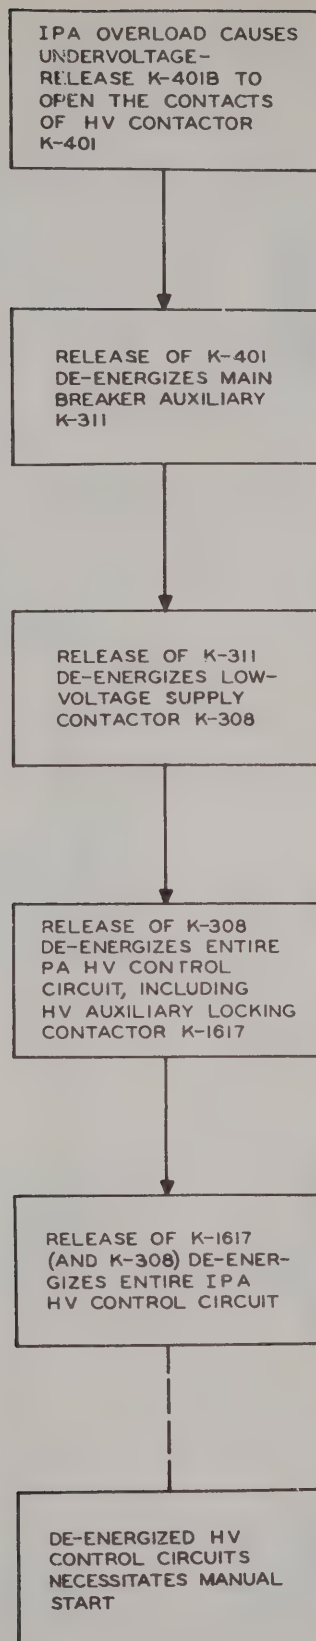 IPA OVERLOAD CAUSES
UNDERVOLTAGE-
RELEASE K-401B TO
OPEN THE CONTACTS
OF HV CONTACTOR
K-401
RELEASE OF K-401
DE-ENERGIZES MAIN
BREAKER AUXILIARY
K-311
RELEASE OF K-311
DE-ENERGIZES LOW-
VOLTAGE SUPPLY
CONTACTOR K-308
RELEASE OF K-308
DE-ENERGIZES ENTIRE
PA HV CONTROL
CIRCUIT, INCLUDING
HV AUXILIARY LOCKING
CONTACTOR K-1617
RELEASE OF K-1617
(AND K-308) DE-ENER-
GIZES ENTIRE IPA
HV CONTROL CIRCUIT
DE-ENERGIZED HV
CONTROL CIRCUITS
NECESSITATES MANUAL
START